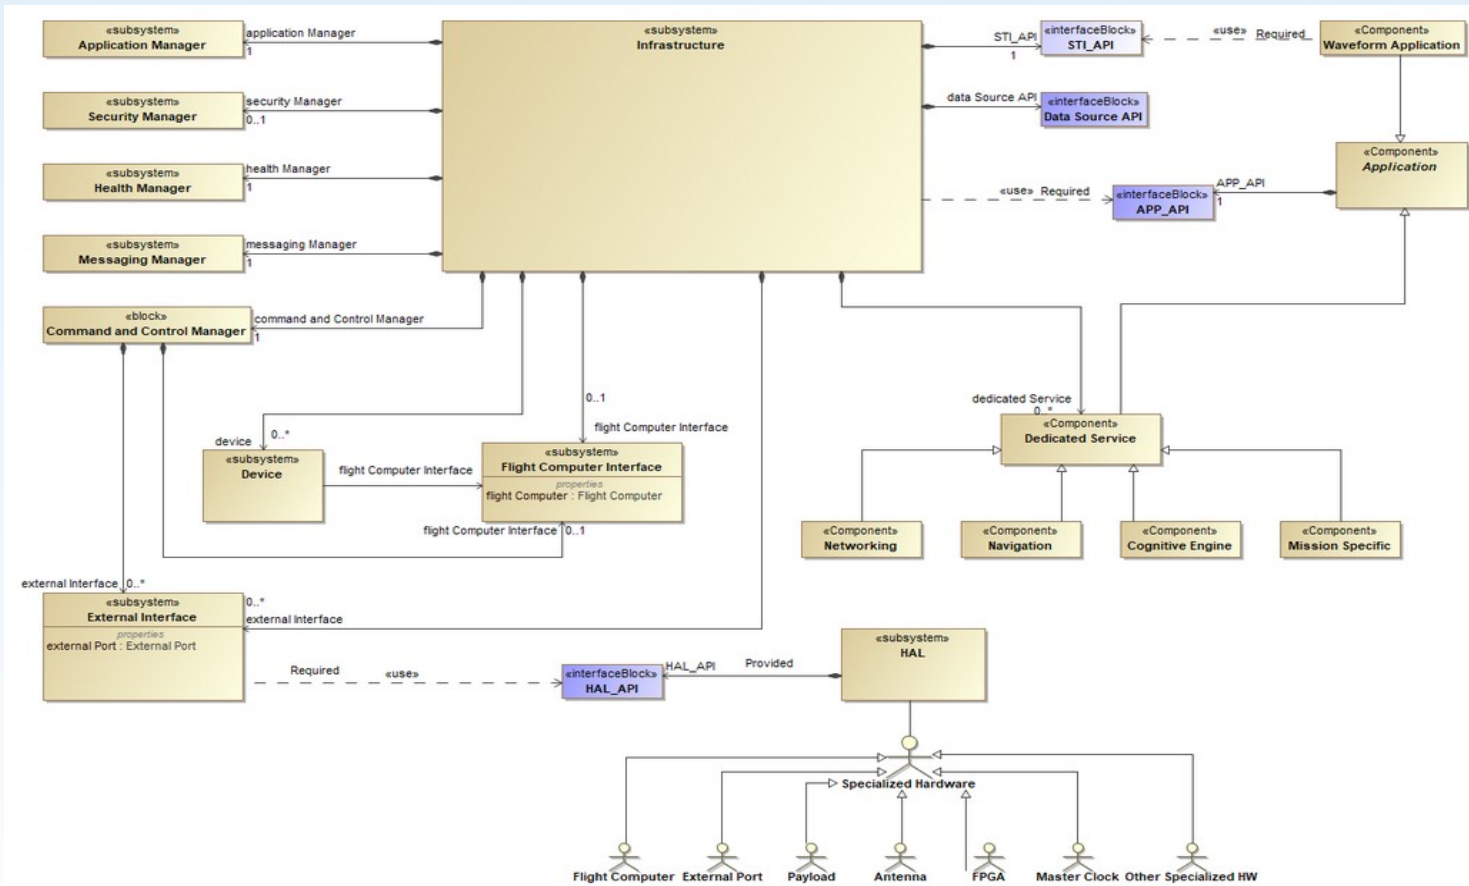 «subsystem»
Application Manager
application Manager
1
«subsystem»
Infrastructure
STI_API
1
«interfaceBlock»
STI_API
«use» Required
«Component»
Waveform Application
«subsystem»
Security Manager
security Manager
0..1
data Source API
«interfaceBlock»
Data Source API
«subsystem»
Health Manager
health Manager
1
«use» Required
«interfaceBlock»
APP_API
APP_API
1
«Component»
Application
«subsystem»
Messaging Manager
messaging Manager
1
«block»
Command and Control Manager
command and Control Manager
1
0..1
flight Computer Interface
dedicated Service
0..*
«Component»
Dedicated Service
device
0..*
«subsystem»
Device
flight Computer Interface
«subsystem»
Flight Computer Interface
properties
flight Computer : Flight Computer
flight Computer Interface
0..1
«Component»
Networking
«Component»
Navigation
«Component»
Cognitive Engine
«Component»
Mission Specific
external Interface
0..*
«subsystem»
External Interface
properties
external Port : External Port
0..*
external Interface
Required
«use»
«interfaceBlock»
HAL_API
HAL_API
Provided
«subsystem»
HAL
Specialized Hardware
Flight Computer
External Port
Payload
Antenna
FPGA
Master Clock
Other Specialized HW